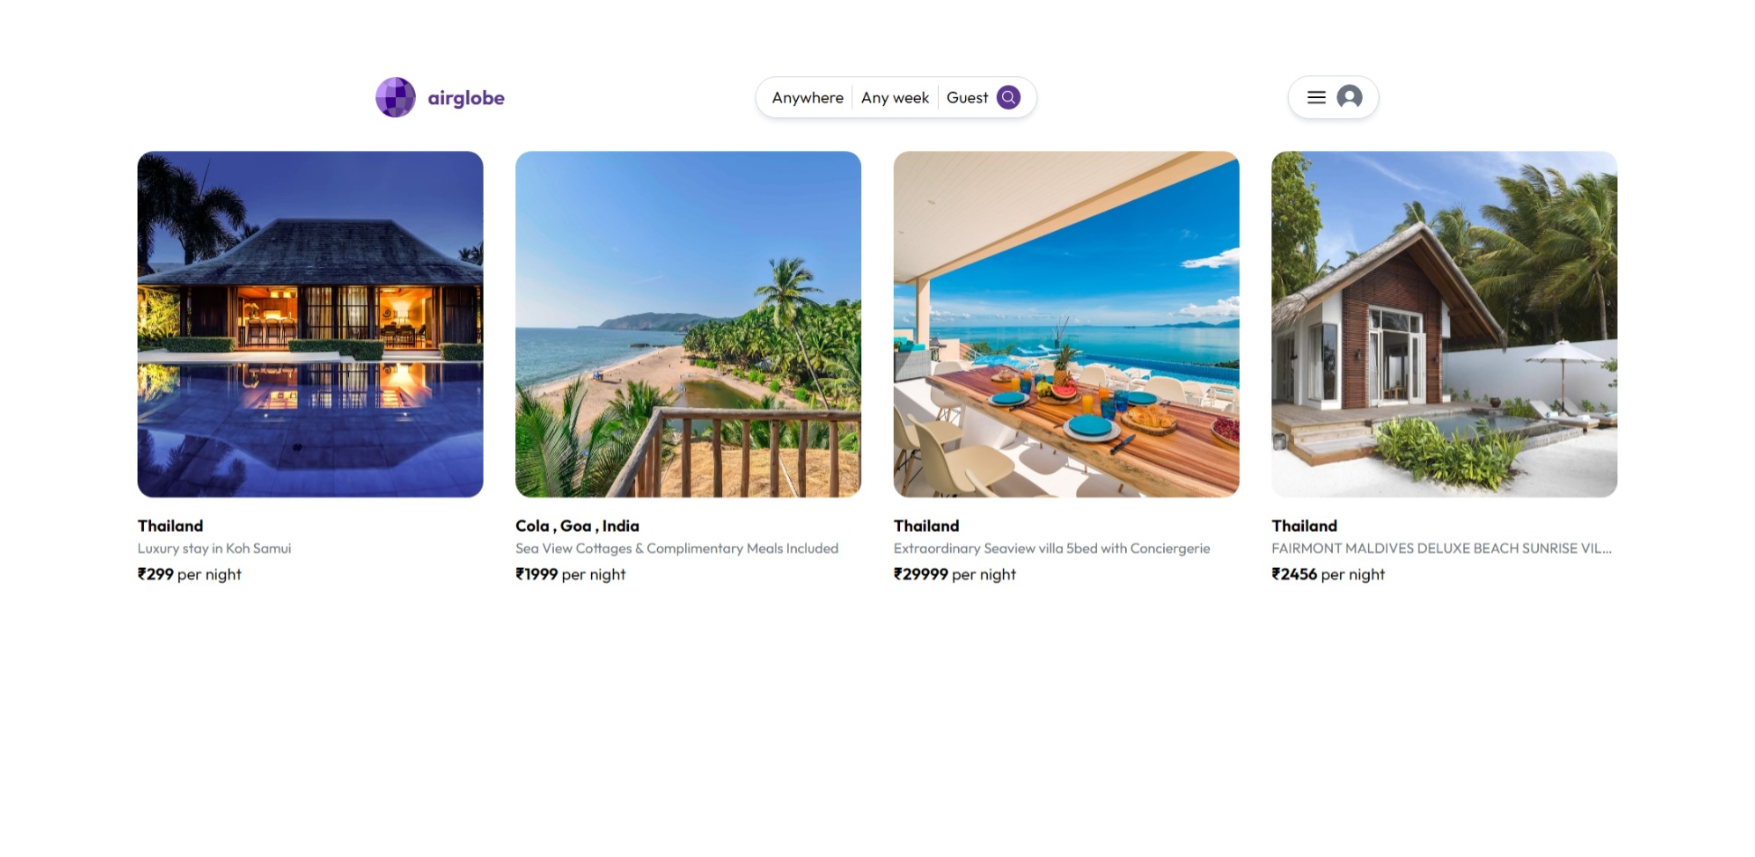 airglobe
Anywhere Any week Guest
Thailand
Luxury stay in Koh Samui
₹299 per night
Cola , Goa , India
Sea View Cottages & Complimentary Meals Included
₹1999 per night
Thailand
Extraordinary Seaview villa 5bed with Conciergerie
₹29999 per night
Thailand
FAIRMONT MALDIVES DELUXE BEACH SUNRISE VIL...
₹2456 per night